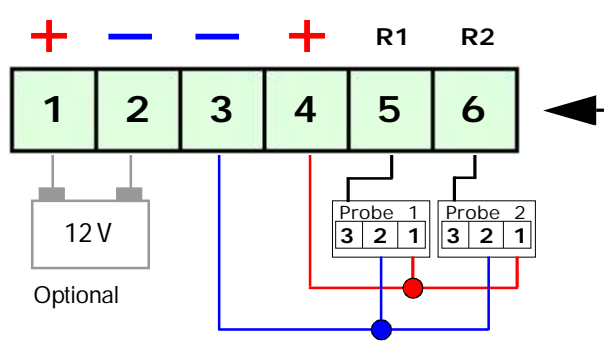 + − − + R1 R2
1 2 3 4 5 6
Probe 1 Probe 2
3 2 1 3 2 1
12 V
Optional